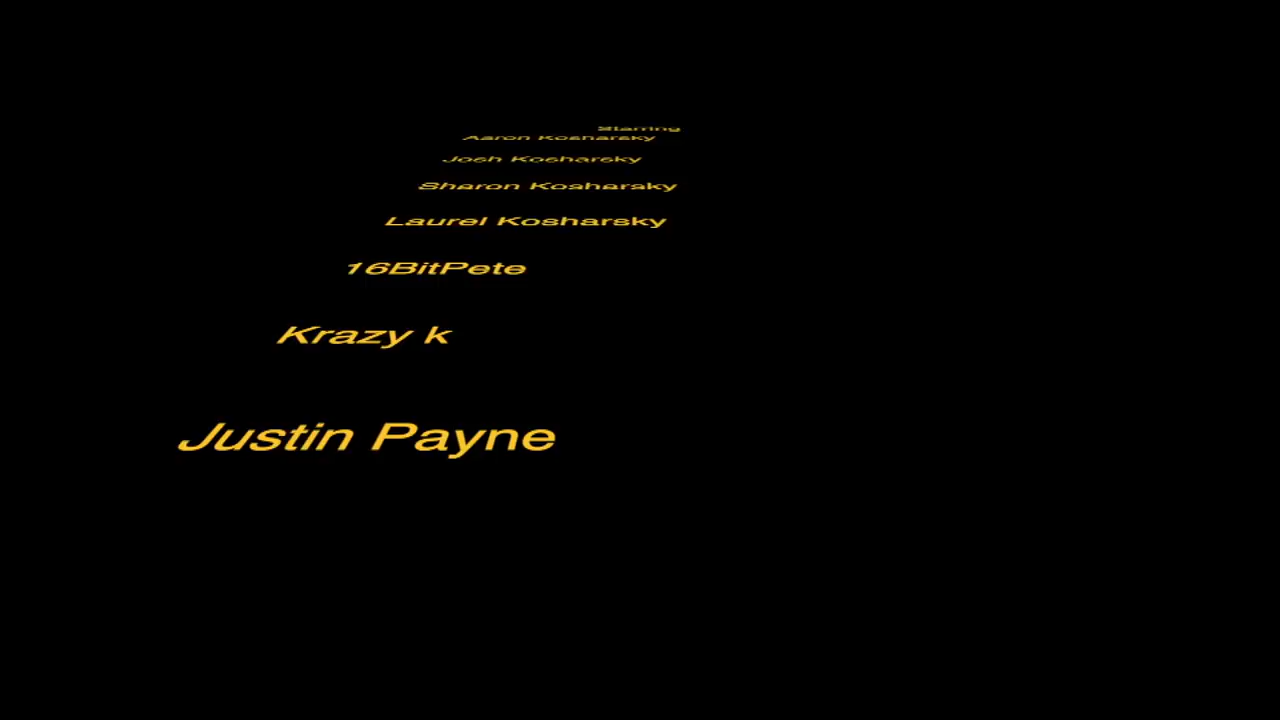 Starring
Aaron Kosharsky
Josh Kosharsky
Sharon Kosharsky
Laurel Kosharsky
16BitPete
Krazy k
Justin Payne